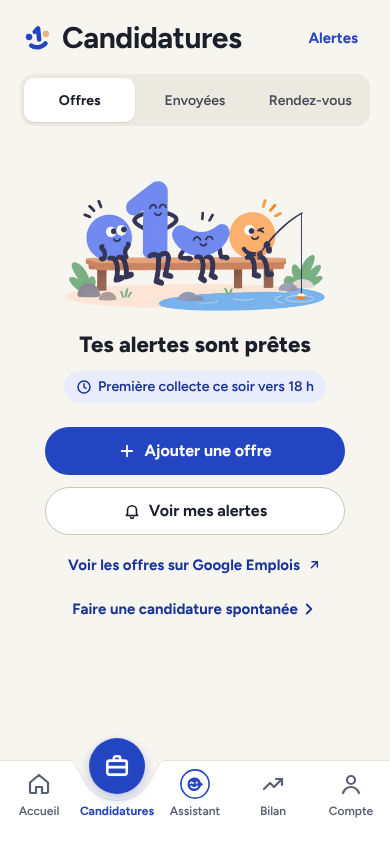 Candidatures
Alertes
Offres
Envoyées
Rendez-vous
1
Tes alertes sont prêtes
Première collecte ce soir vers 18 h
Ajouter une offre
Voir mes alertes
Voir les offres sur Google Emplois
Faire une candidature spontanée
Accueil
Candidatures
Assistant
Bilan
Compte